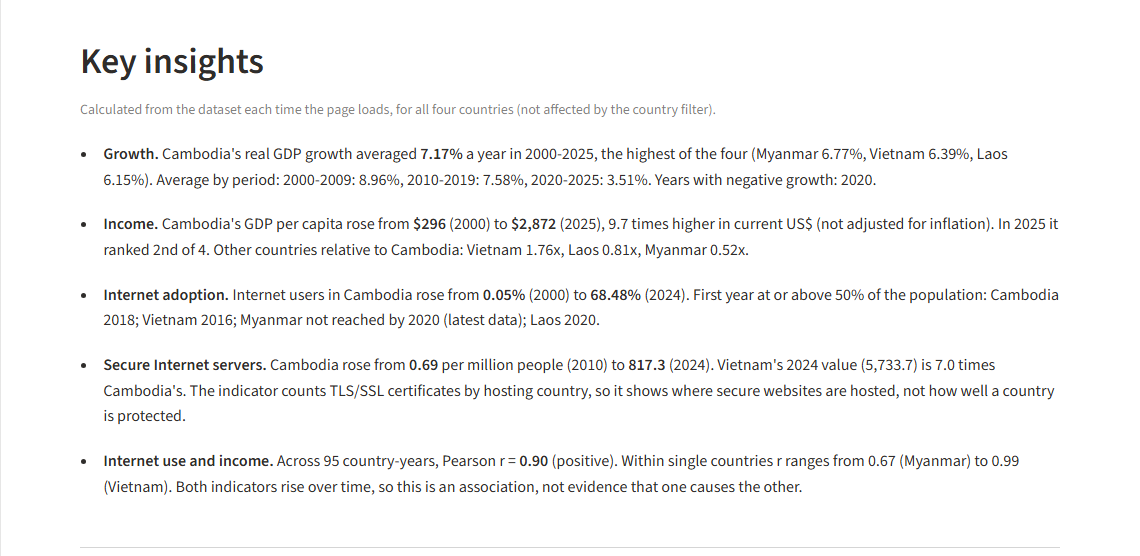 Key insights
Calculated from the dataset each time the page loads, for all four countries (not affected by the country filter).
• Growth. Cambodia's real GDP growth averaged 7.17% a year in 2000-2025, the highest of the four (Myanmar 6.77%, Vietnam 6.39%, Laos
6.15%). Average by period: 2000-2009: 8.96%, 2010-2019: 7.58%, 2020-2025: 3.51%. Years with negative growth: 2020.
• Income. Cambodia's GDP per capita rose from $296 (2000) to $2,872 (2025), 9.7 times higher in current US$ (not adjusted for inflation). In 2025 it
ranked 2nd of 4. Other countries relative to Cambodia: Vietnam 1.76x, Laos 0.81x, Myanmar 0.52x.
• Internet adoption. Internet users in Cambodia rose from 0.05% (2000) to 68.48% (2024). First year at or above 50% of the population: Cambodia
2018; Vietnam 2016; Myanmar not reached by 2020 (latest data); Laos 2020.
• Secure Internet servers. Cambodia rose from 0.69 per million people (2010) to 817.3 (2024). Vietnam's 2024 value (5,733.7) is 7.0 times
Cambodia's. The indicator counts TLS/SSL certificates by hosting country, so it shows where secure websites are hosted, not how well a country
is protected.
• Internet use and income. Across 95 country-years, Pearson r = 0.90 (positive). Within single countries r ranges from 0.67 (Myanmar) to 0.99
(Vietnam). Both indicators rise over time, so this is an association, not evidence that one causes the other.